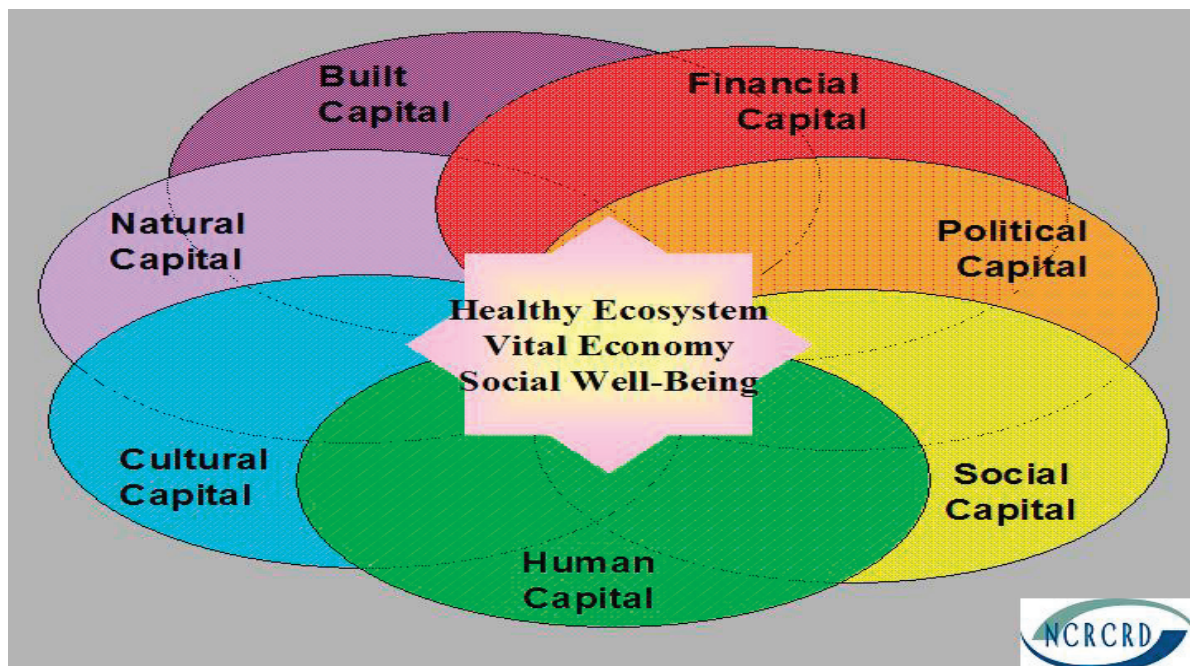 Built
Capital
Financial
Capital
Natural
Capital
Political
Capital
Healthy Ecosystem
Vital Economy
Social Well-Being
Cultural
Capital
Social
Capital
Human
Capital
NCRCRD